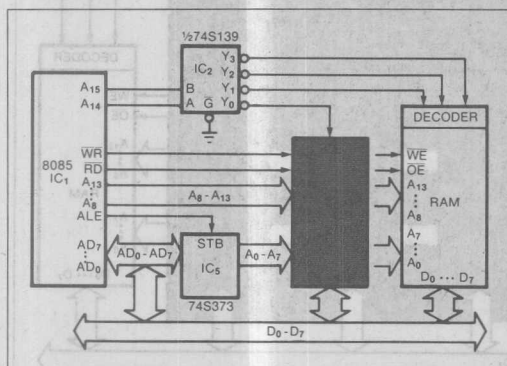 ½74S139
A15
A14
B
A
IC2
G
Y3
Y2
Y1
Y0
8085
IC1
WR
RD
A13
⋮
A8
ALE
AD7
⋮
AD0
A8-A13
AD0-AD7
STB
IC5
74S373
A0-A7
DECODER
WE
OE
A13
⋮
A8
RAM
A7
⋮
A0
D0 ··· D7
D0-D7